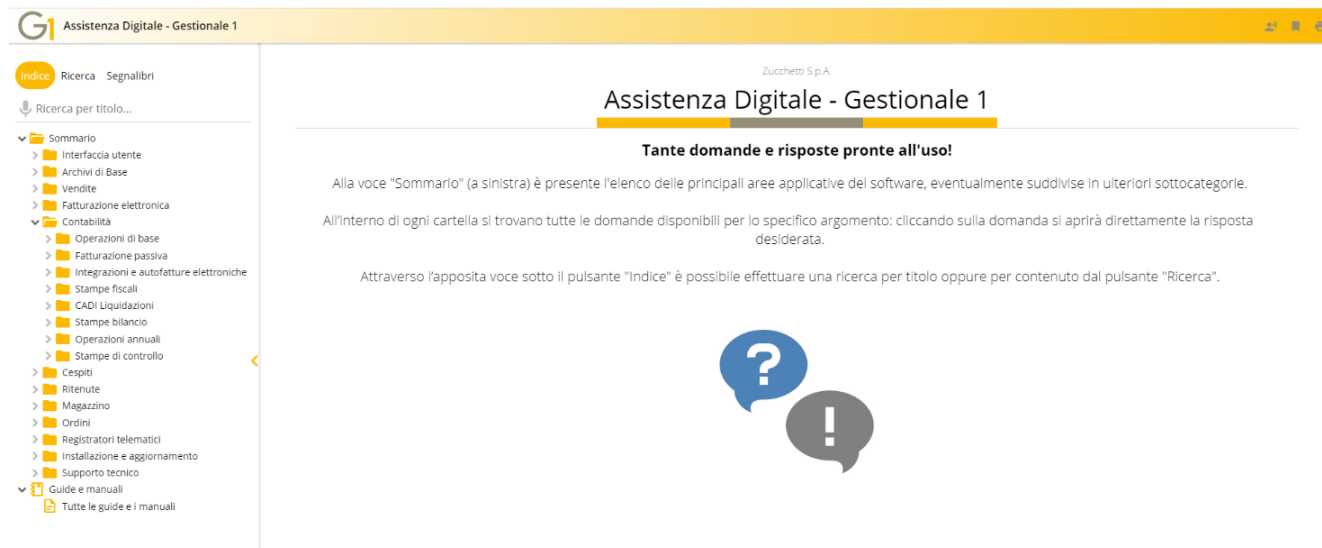 G1 Assistenza Digitale - Gestionale 1
Indice Ricerca Segnalibri
Ricerca per titolo...
Sommario
Interfaccia utente
Archivi di Base
Vendite
Fatturazione elettronica
Contabilità
Operazioni di base
Fatturazione passiva
Integrazioni e autofatture elettroniche
Stampe fiscali
CADI Liquidazioni
Stampe bilancio
Operazioni annuali
Stampe di controllo
Cespiti
Ritenute
Magazzino
Ordini
Registratori telematici
Installazione e aggiornamento
Supporto tecnico
Guide e manuali
Tutte le guide e i manuali
Zucchetti S.p.A.
Assistenza Digitale - Gestionale 1
Tante domande e risposte pronte all'uso!
Alla voce "Sommario" (a sinistra) è presente l'elenco delle principali aree applicative del software, eventualmente suddivise in ulteriori sottocategorie.
All'interno di ogni cartella si trovano tutte le domande disponibili per lo specifico argomento: cliccando sulla domanda si aprirà direttamente la risposta
desiderata.
Attraverso l'apposita voce sotto il pulsante "Indice" è possibile effettuare una ricerca per titolo oppure per contenuto dal pulsante "Ricerca".
?
!